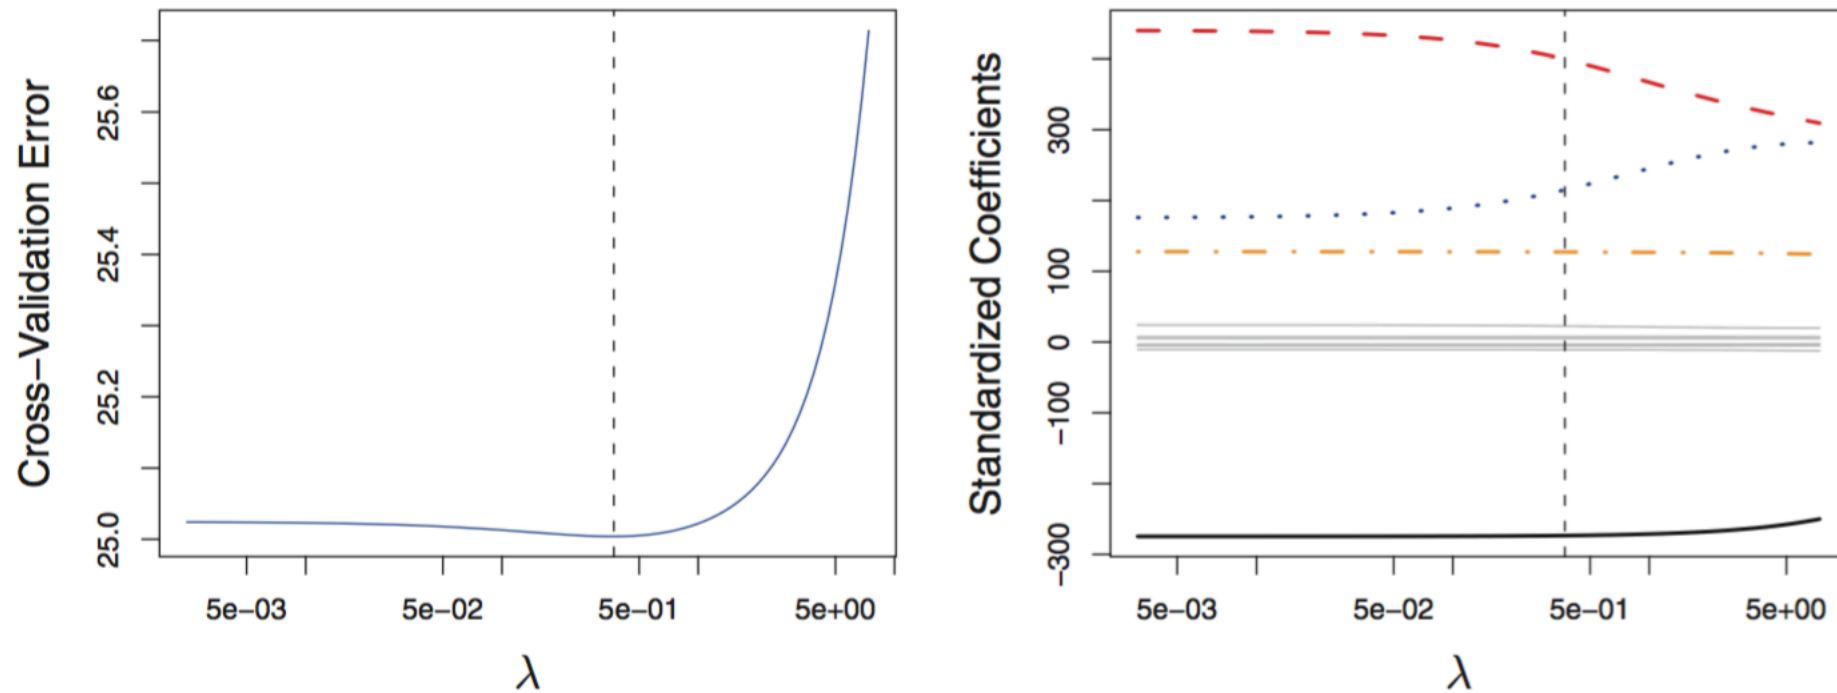 Cross−Validation Error
25.6
25.4
25.2
25.0
5e−03 5e−02 5e−01 5e+00
λ
Standardized Coefficients
300
100
0
−100
−300
5e−03 5e−02 5e−01 5e+00
λ